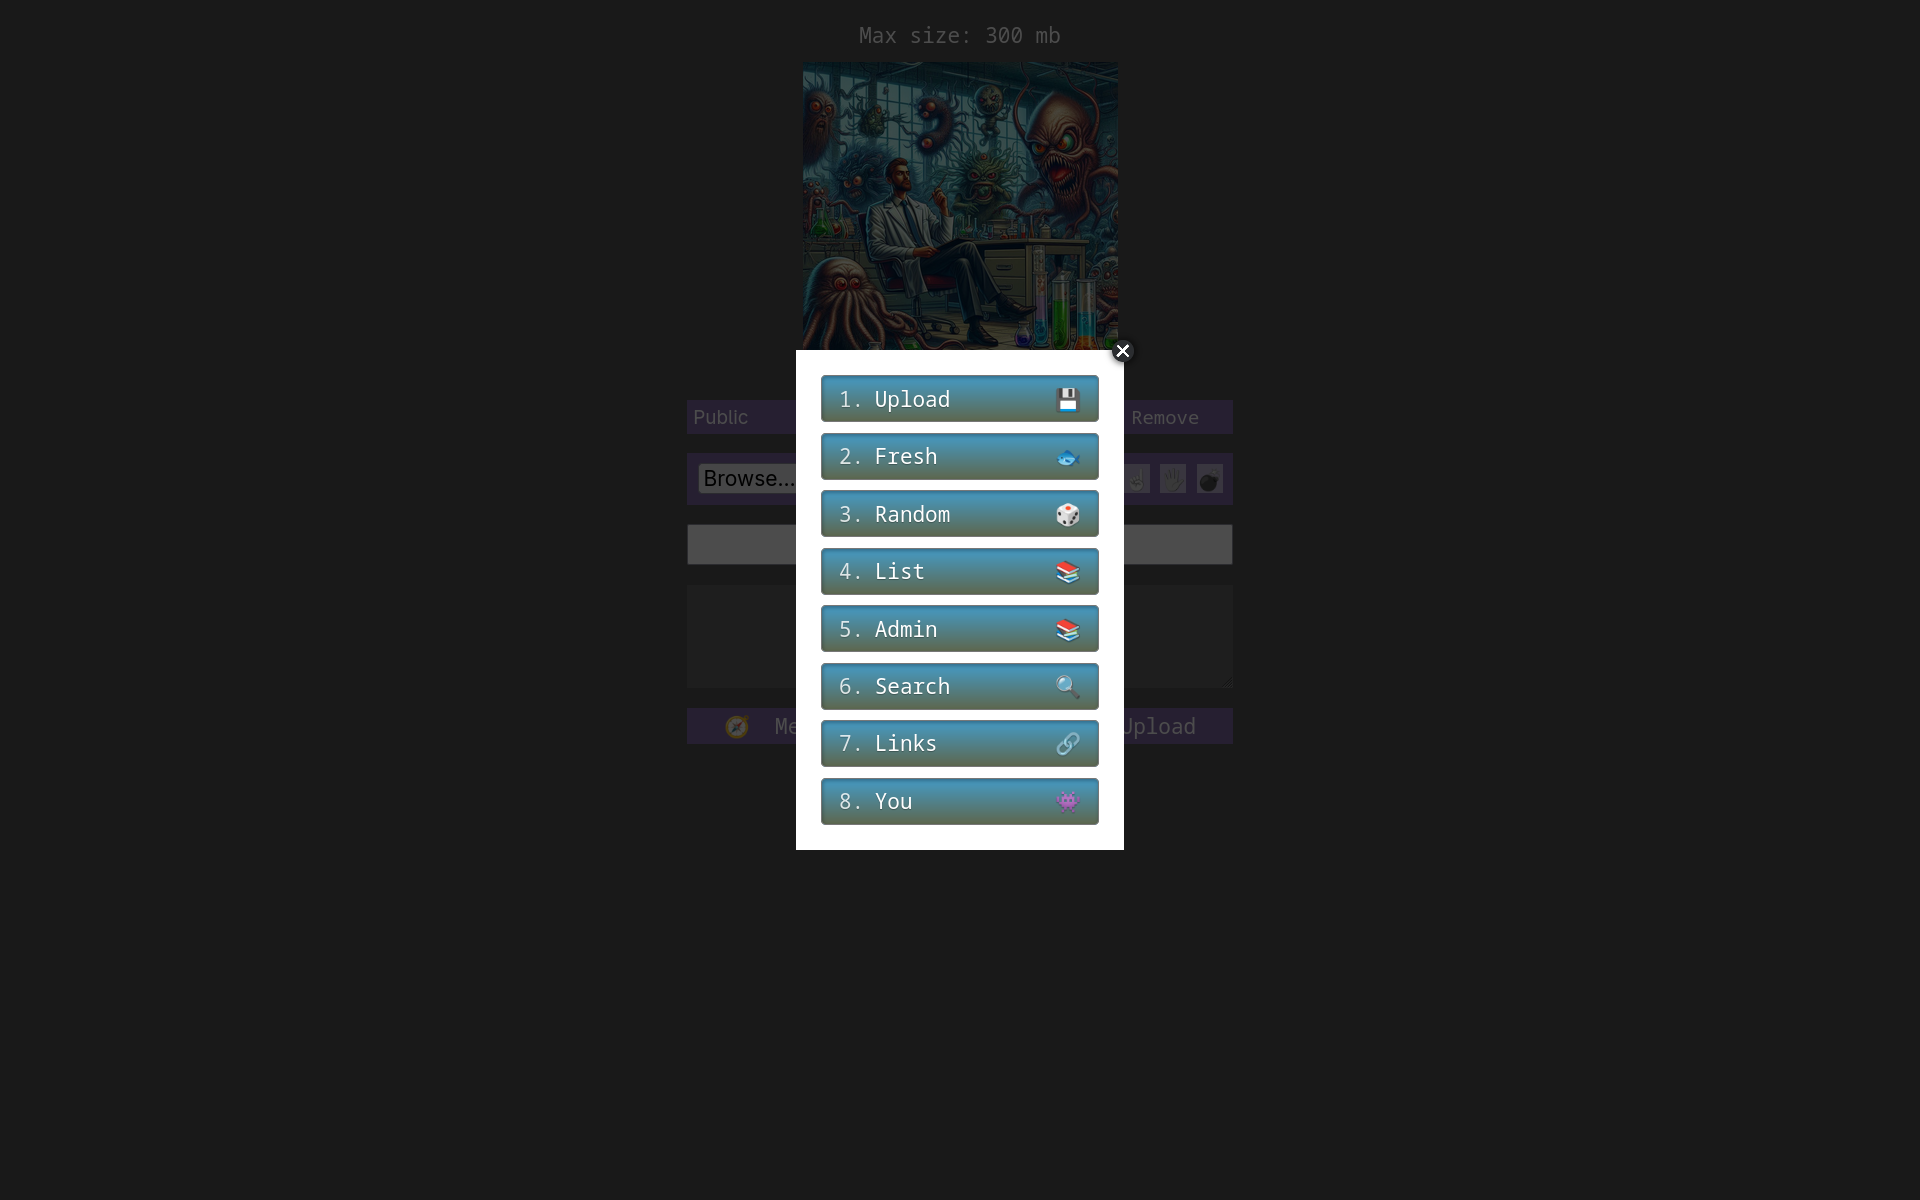 Max size: 300 mb
1. Upload
2. Fresh
3. Random
4. List
5. Admin
6. Search
7. Links
8. You
Public
Remove
Browse...
Upload